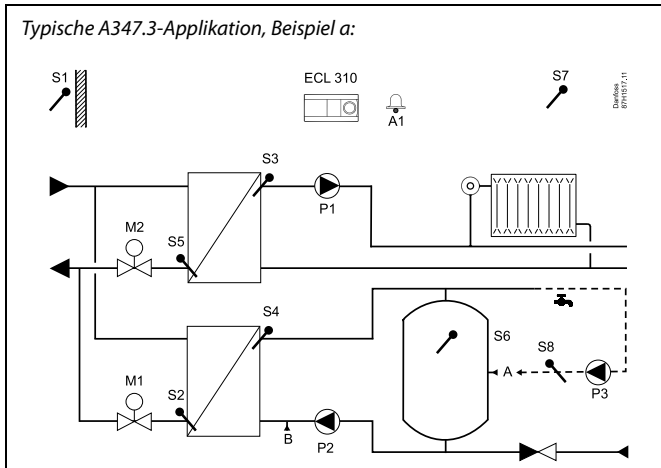 Typische A347.3-Applikation, Beispiel a:
S1
ECL 310
A1
S7
Danfoss
87H1517.11
S3
P1
M2
S5
S4
S6
S8
A
P3
M1
S2
B
P2